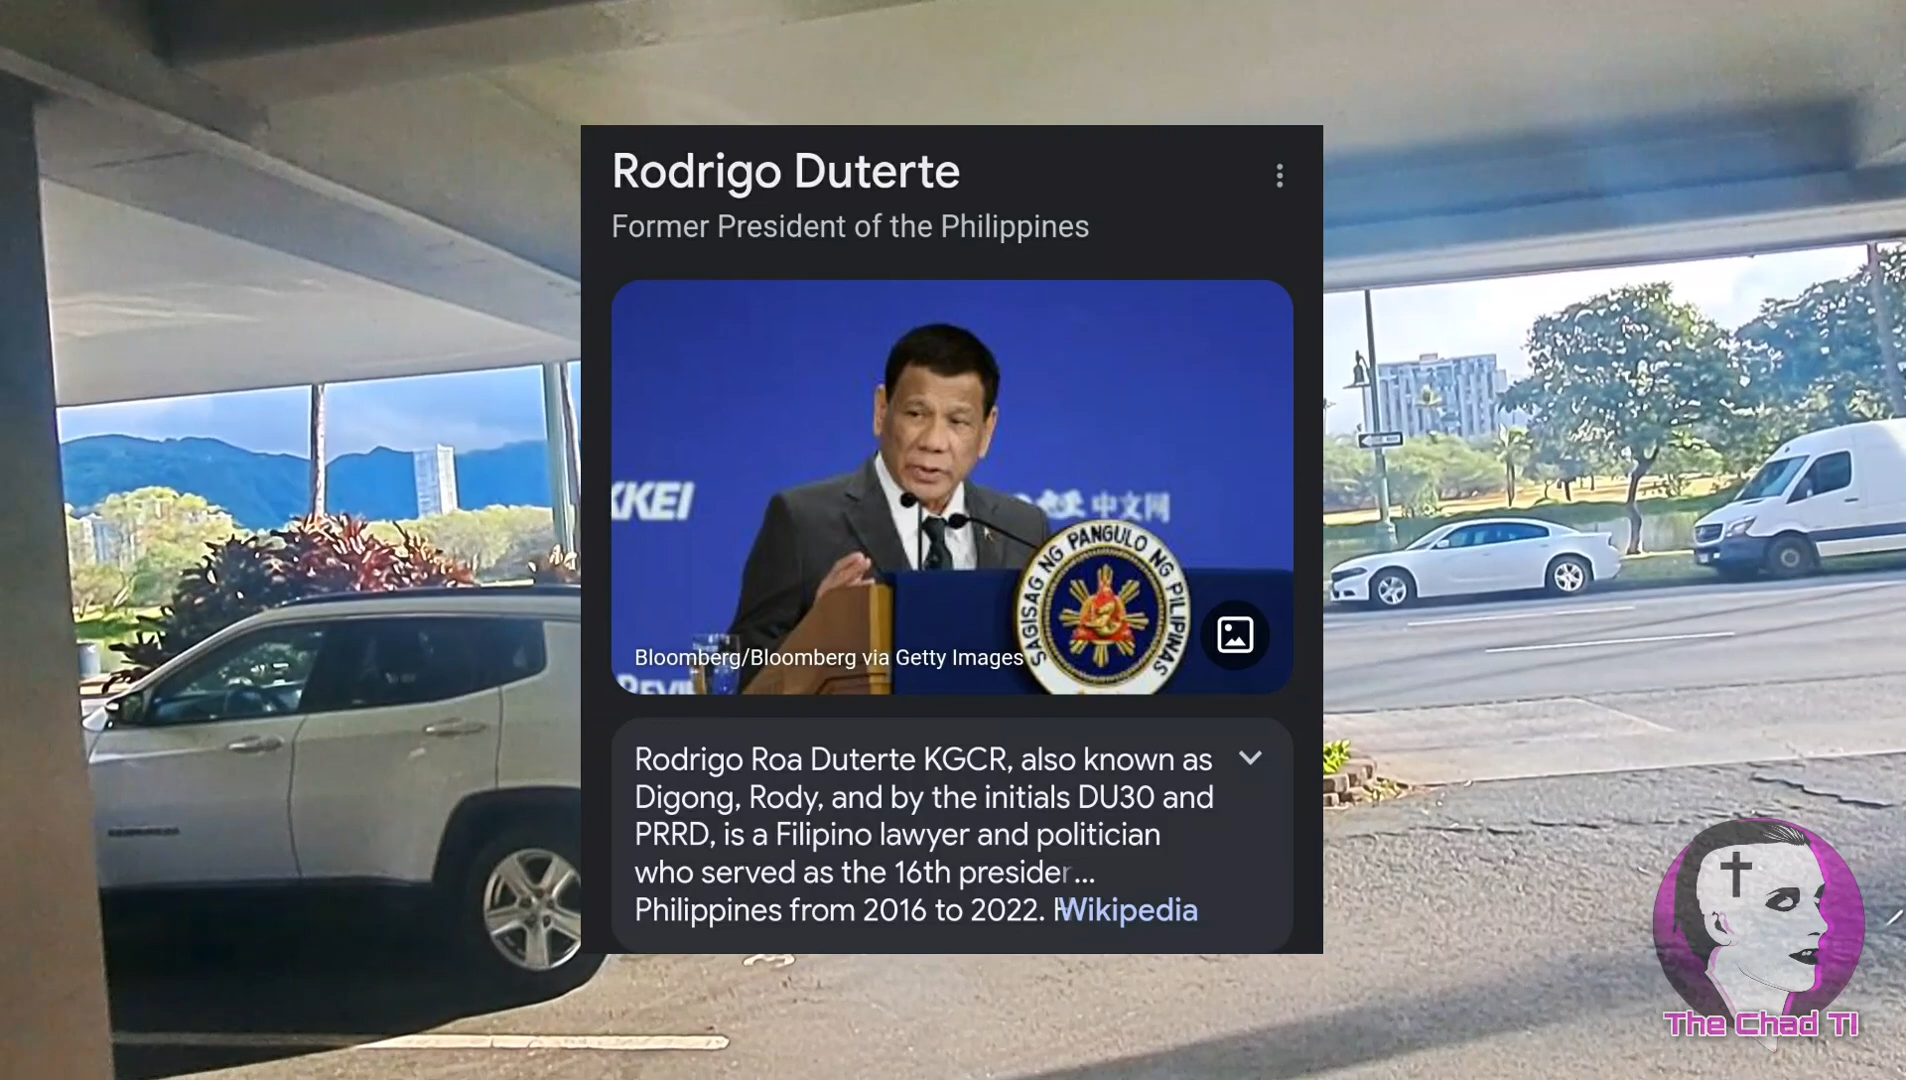 Rodrigo Duterte
Former President of the Philippines
KKEI
中文网
SAGISAG NG PANGULO NG PILIPINAS
Bloomberg/Bloomberg via Getty Images
Rodrigo Roa Duterte KGCR, also known as
Digong, Rody, and by the initials DU30 and
PRRD, is a Filipino lawyer and politician
who served as the 16th presider...
Philippines from 2016 to 2022. Wikipedia
The Chad TI